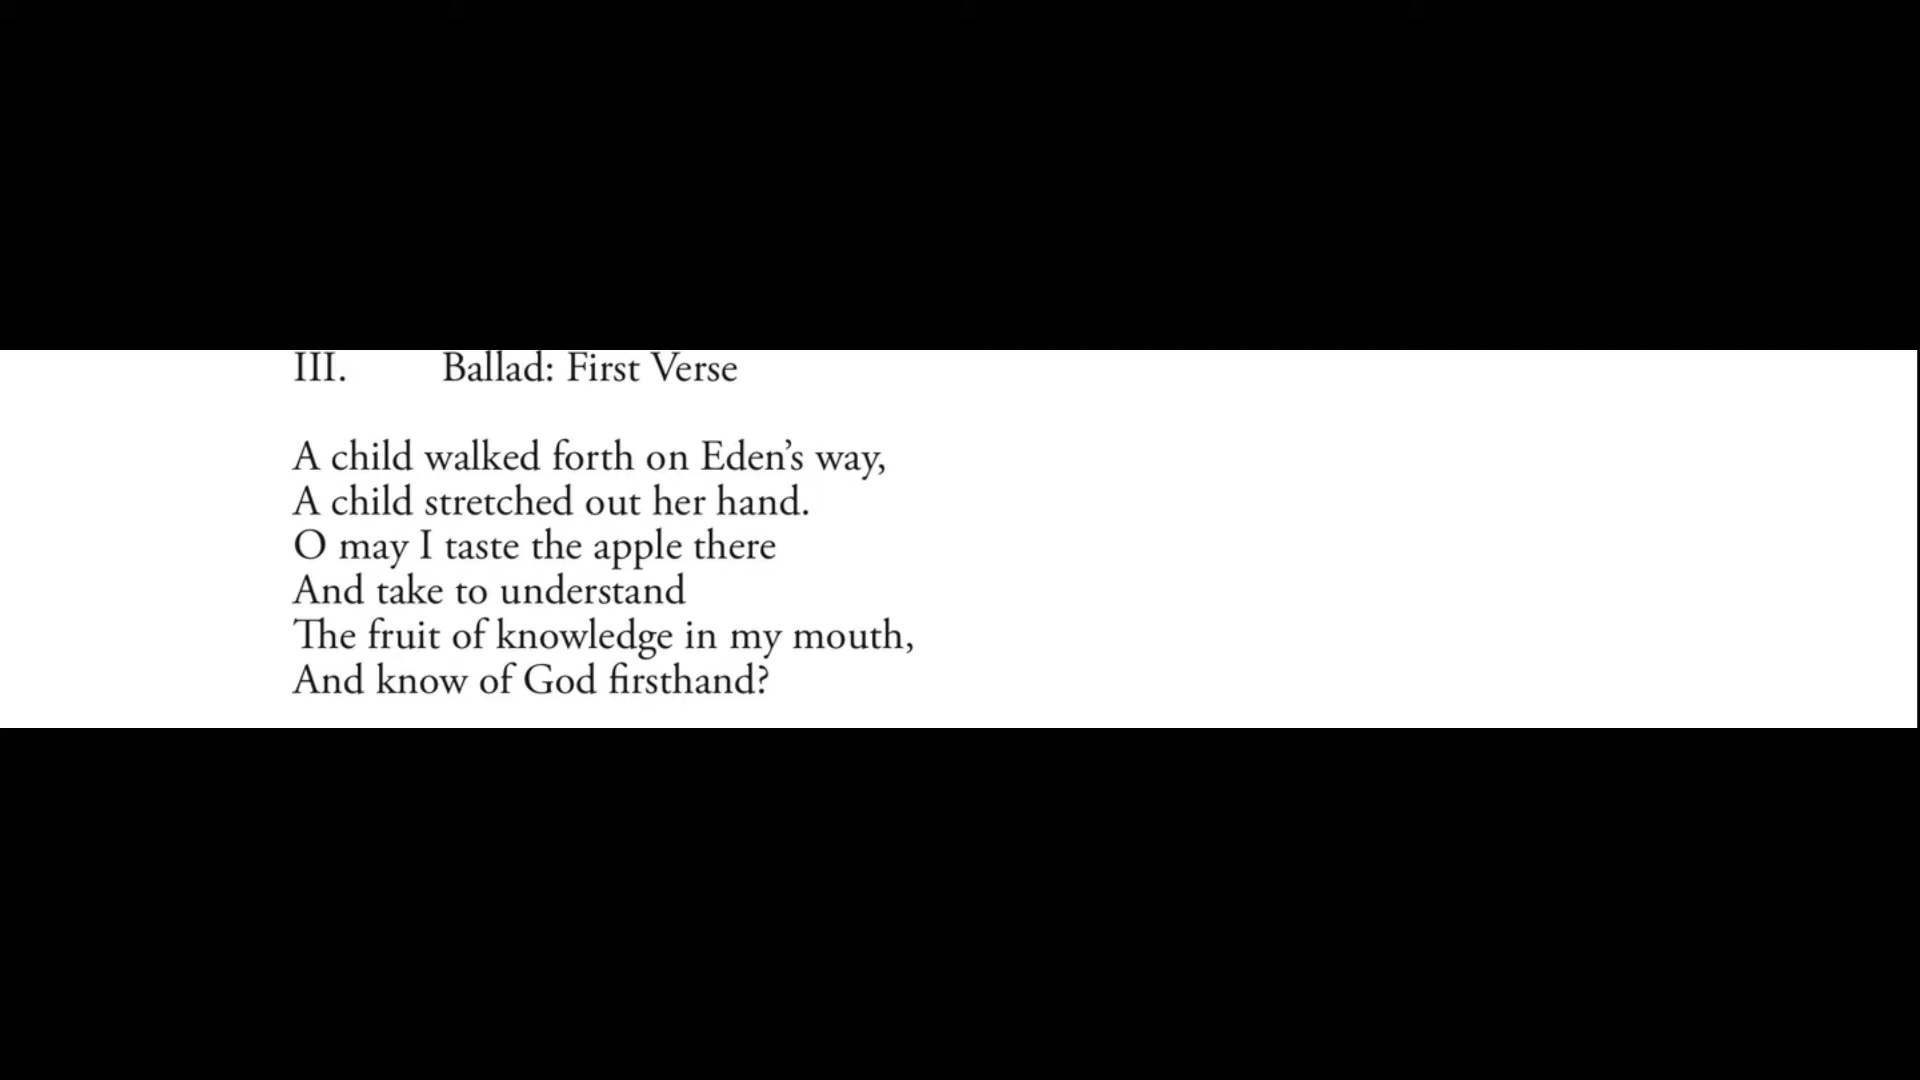 III. Ballad: First Verse
A child walked forth on Eden’s way,
A child stretched out her hand.
O may I taste the apple there
And take to understand
The fruit of knowledge in my mouth,
And know of God firsthand?